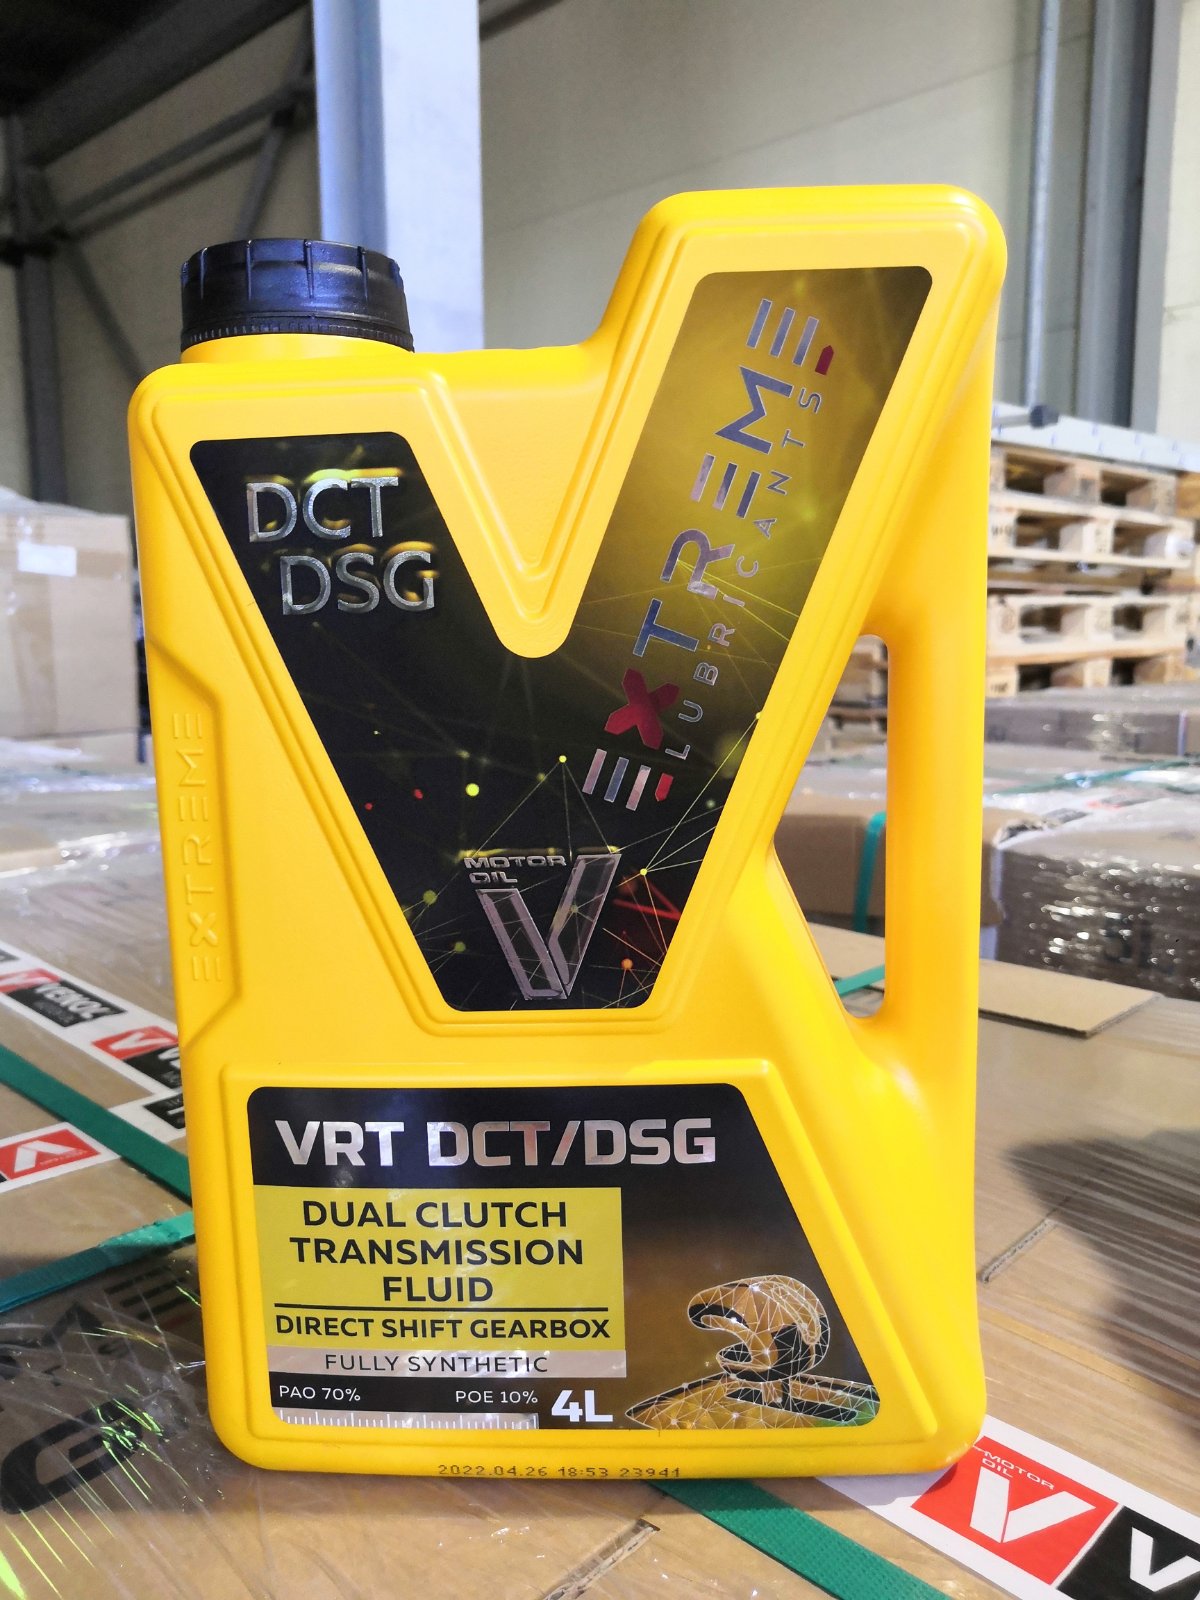 DCT
DSG
EXTREME
LUBRICANTS
MOTOR
OIL
V
EXTREME
VRT DCT/DSG
DUAL CLUTCH
TRANSMISSION
FLUID
DIRECT SHIFT GEARBOX
FULLY SYNTHETIC
PAO 70%
POE 10%
4L
2022.04.26 18:53 23941
VENOL
MOTOR
OIL
V